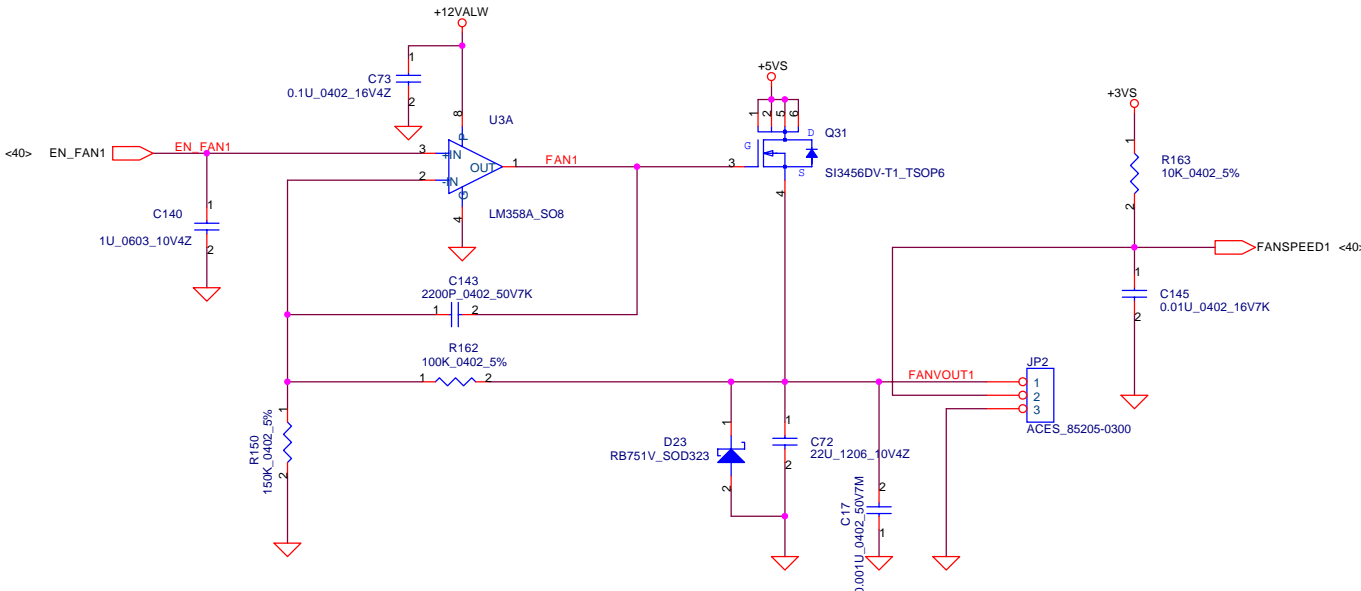 +12VALW
1
C73
0.1U_0402_16V4Z
2
8
U3A
P
+5VS
1
2
5
6
D
Q31
G
S
3
SI3456DV-T1_TSOP6
4
+3VS
1
R163
10K_0402_5%
2
<40> EN_FAN1
EN_FAN1
3
+IN
OUT
1
FAN1
2
-IN
G
4
LM358A_SO8
1
C140
1U_0603_10V4Z
2
FANSPEED1 <40>
1
C145
0.01U_0402_16V7K
2
C143
2200P_0402_50V7K
1
2
R162
100K_0402_5%
1
2
FANVOUT1
JP2
1
2
3
ACES_85205-0300
1
R150
150K_0402_5%
2
1
D23
RB751V_SOD323
2
1
C72
22U_1206_10V4Z
2
2
C17
0.001U_0402_50V7M
1